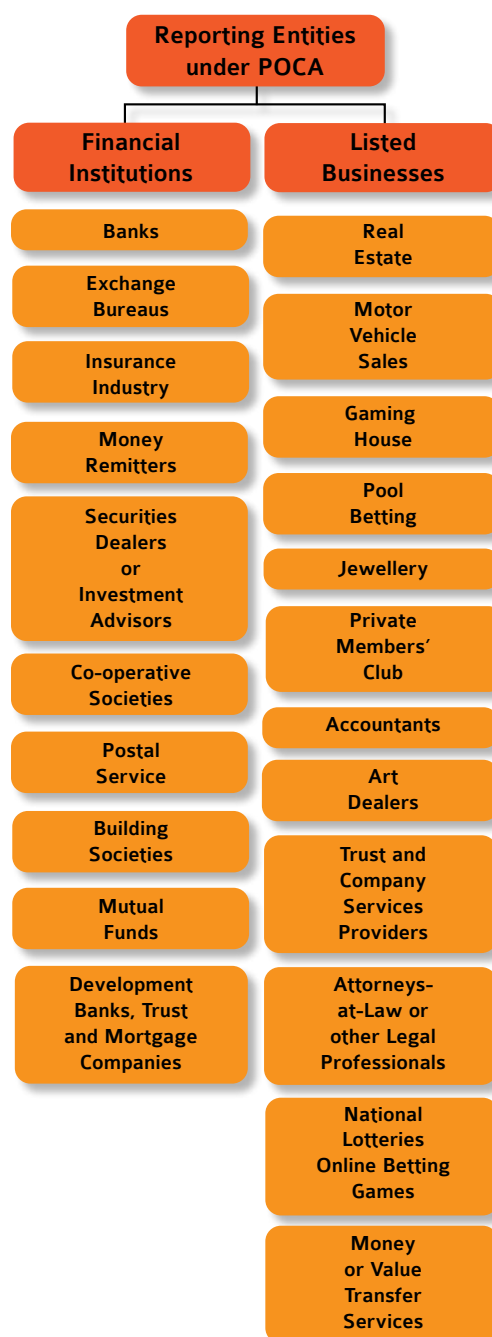 Reporting Entities
under POCA
Financial
Institutions
Banks
Exchange
Bureaus
Insurance
Industry
Money
Remitters
Securities
Dealers
or
Investment
Advisors
Co-operative
Societies
Postal
Service
Building
Societies
Mutual
Funds
Development
Banks, Trust
and Mortgage
Companies
Listed
Businesses
Real
Estate
Motor
Vehicle
Sales
Gaming
House
Pool
Betting
Jewellery
Private
Members’
Club
Accountants
Art
Dealers
Trust and
Company
Services
Providers
Attorneys-
at-Law or
other Legal
Professionals
National
Lotteries
Online Betting
Games
Money
or Value
Transfer
Services